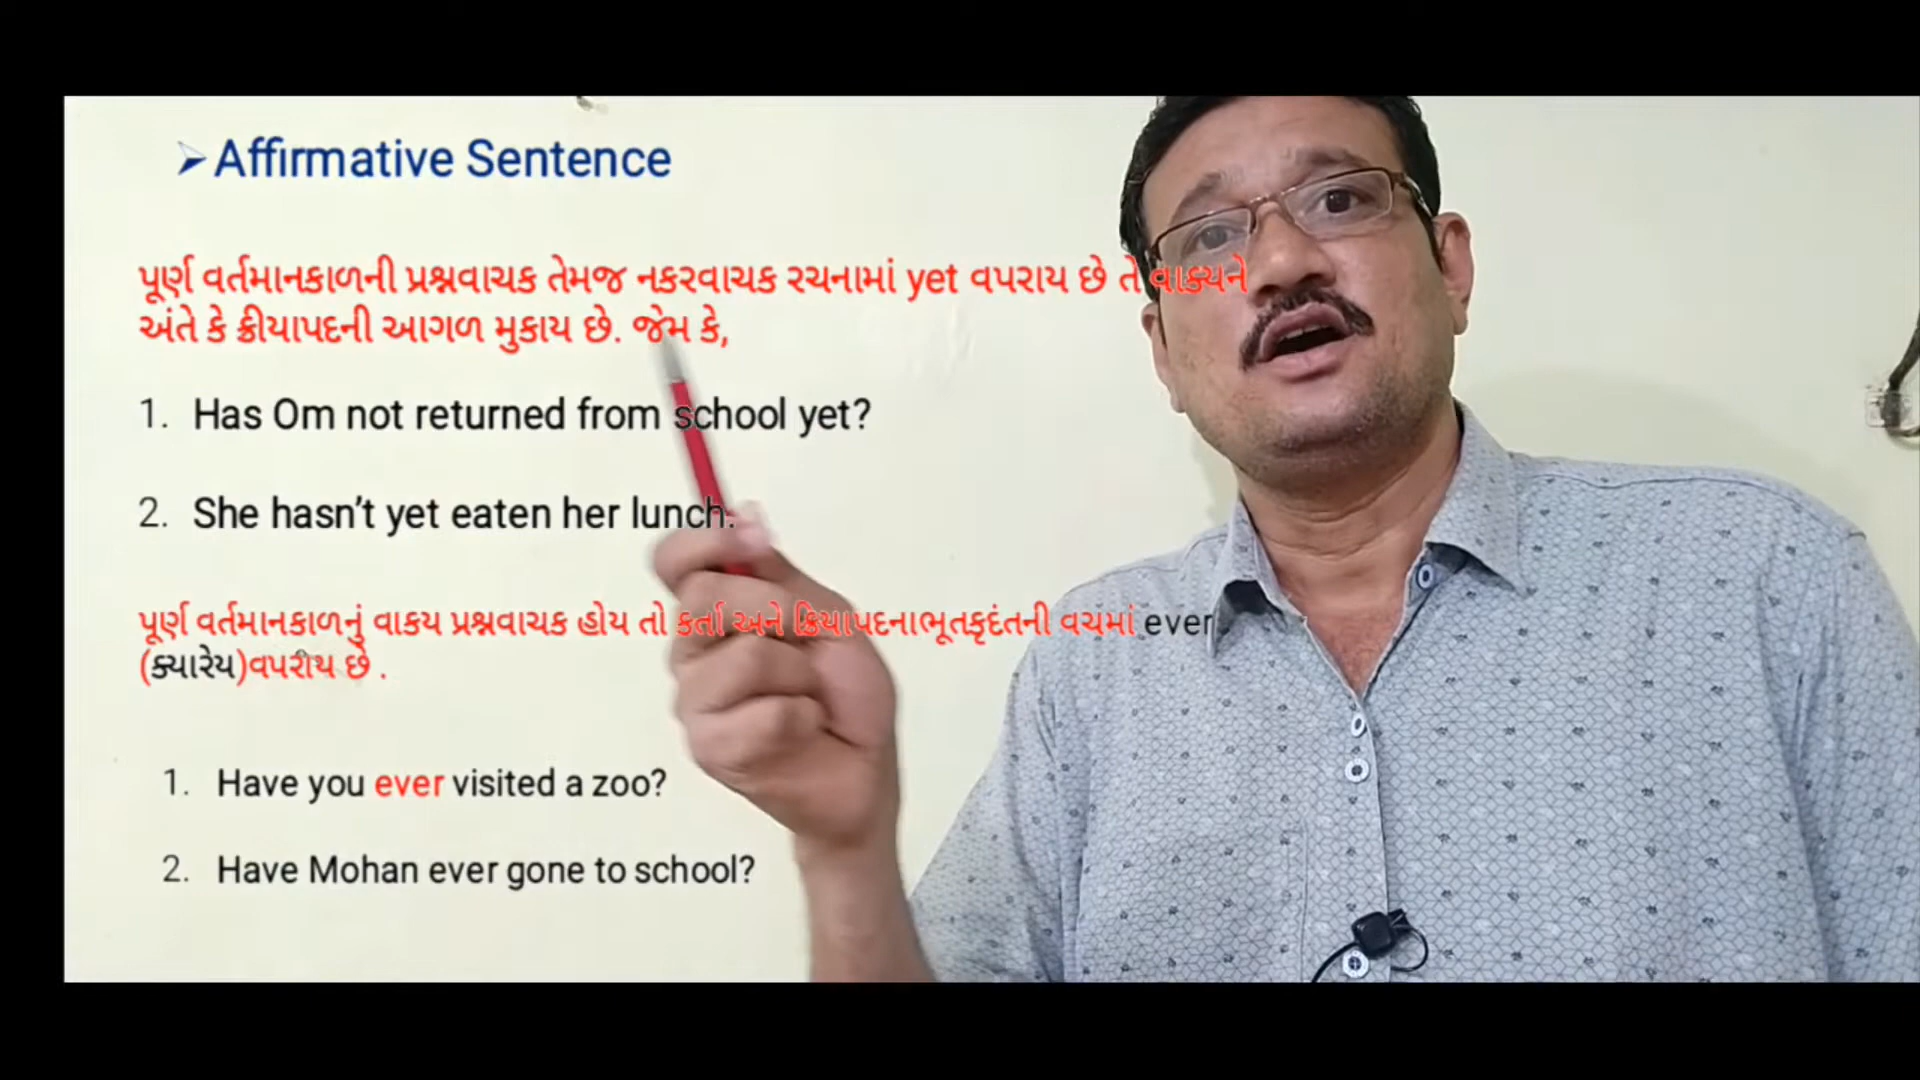 ➢Affirmative Sentence
પૂર્ણ વર્તમાનકાળની પ્રશ્નવાચક તેમજ નકરવાચક રચનામાં yet વપરાય છે તે વાક્યને
અંતે કે ક્રીયાપદની આગળ મુકાય છે. જેમ કે,
1. Has Om not returned from school yet?
2. She hasn't yet eaten her lunch.
પૂર્ણ વર્તમાનકાળનું વાકય પ્રશ્નવાચક હોય તો કર્તા અને ક્રિયાપદનાભૂતકૃદંતની વચમાં ever
(ક્યારેય)વપરાય છે .
1. Have you ever visited a zoo?
2. Have Mohan ever gone to school?